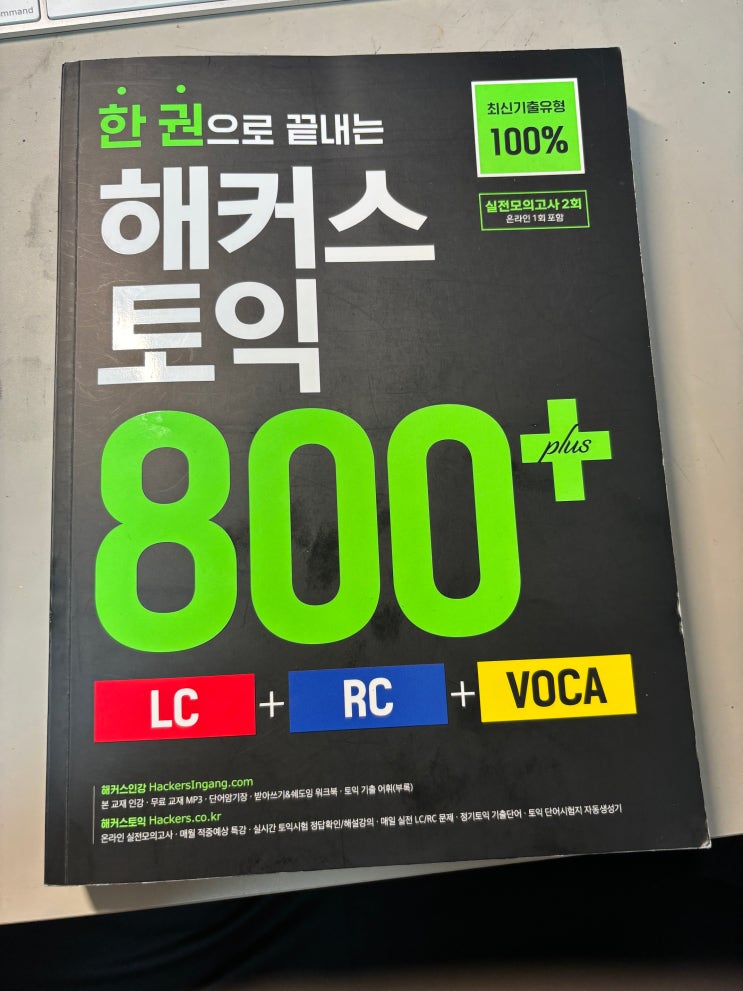 ommand
한 권으로 끝내는
해커스
토익
800+
plus
최신기출유형
100%
실전모의고사 2회
온라인 1회 포함
LC + RC + VOCA
해커스인강 HackersIngang.com
본 교재 인강 · 무료 교재 MP3 · 단어암기장 · 받아쓰기&쉐도잉 워크북 · 토익 기출 어휘(부록)
해커스토익 Hackers.co.kr
온라인 실전모의고사 · 매월 적중예상 특강 · 실시간 토익시험 정답확인/해설강의 · 매일 실전 LC/RC 문제 · 정기토익 기출단어 · 토익 단어시험지 자동생성기